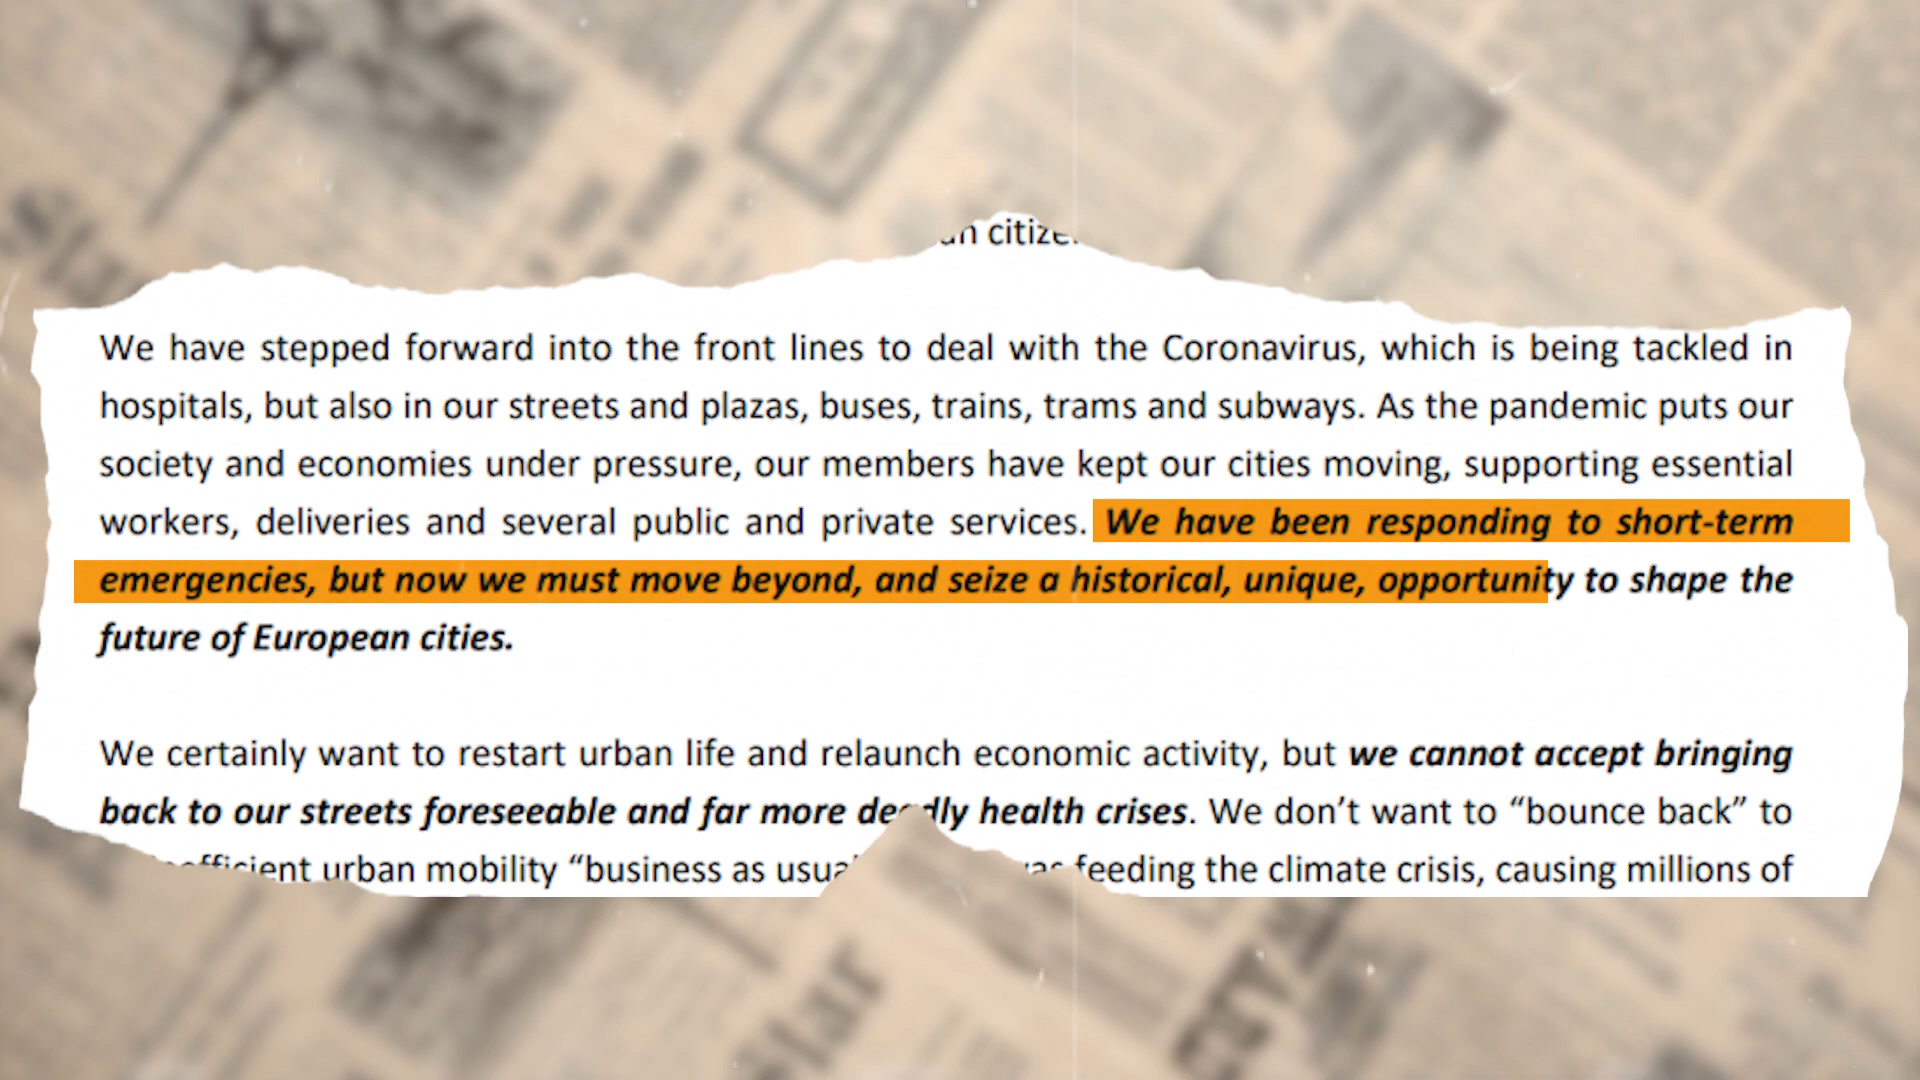 citize
We have stepped forward into the front lines to deal with the Coronavirus, which is being tackled in
hospitals, but also in our streets and plazas, buses, trains, trams and subways. As the pandemic puts our
society and economies under pressure, our members have kept our cities moving, supporting essential
workers, deliveries and several public and private services. We have been responding to short-term
emergencies, but now we must move beyond, and seize a historical, unique, opportunity to shape the
future of European cities.
We certainly want to restart urban life and relaunch economic activity, but we cannot accept bringing
back to our streets foreseeable and far more deadly health crises. We don’t want to “bounce back” to
urban mobility “business as usua feeding the climate crisis, causing millions of